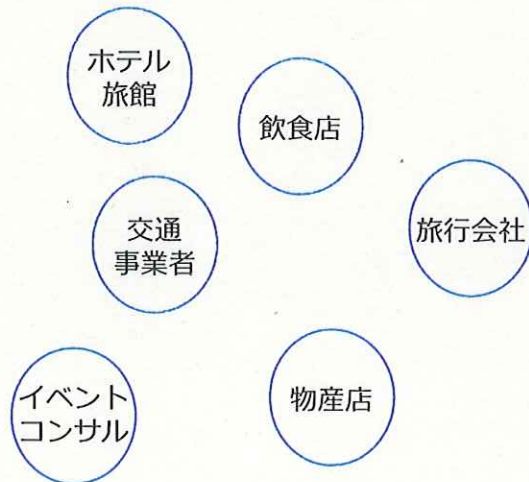 ホテル
旅館
飲食店
交通
事業者
旅行会社
イベント
コンサル
物産店